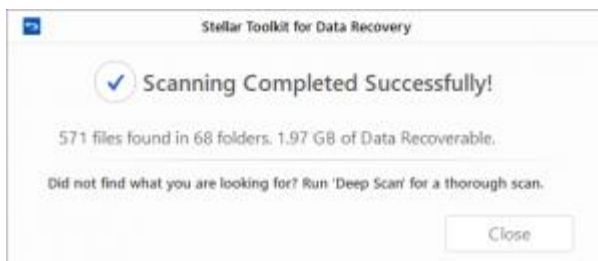 Stellar Toolkit for Data Recovery
Scanning Completed Successfully!
571 files found in 68 folders. 1.97 GB of Data Recoverable.
Did not find what you are looking for? Run 'Deep Scan' for a thorough scan.
Close